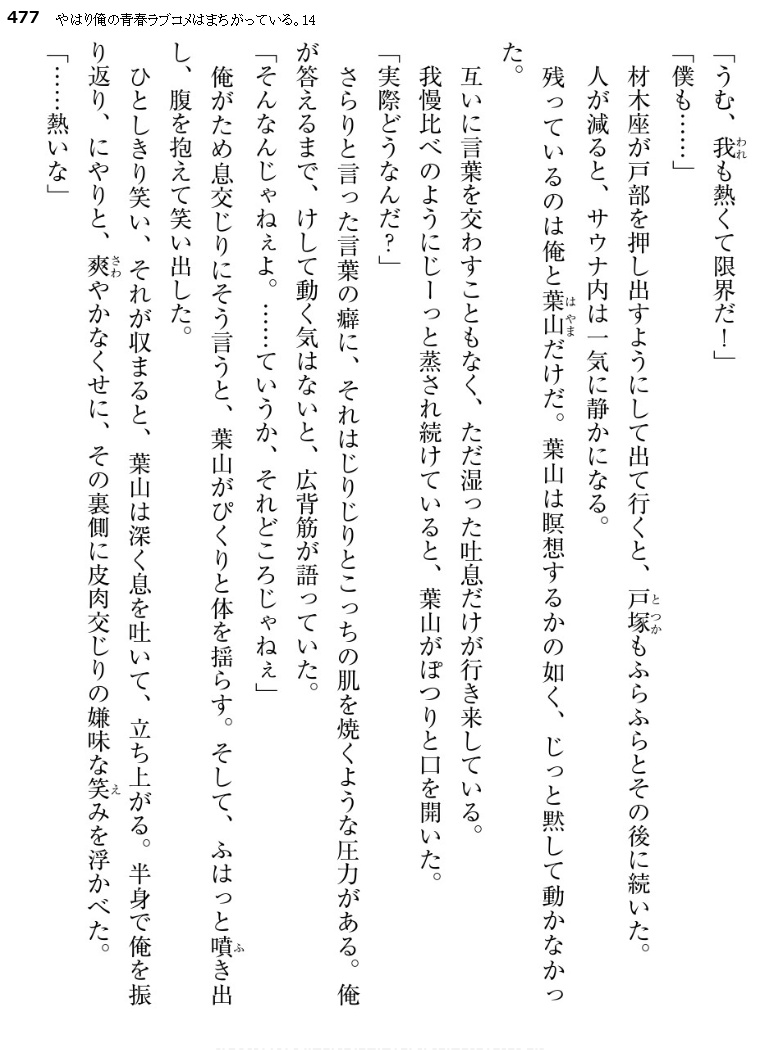 477 やはり俺の青春ラブコメはまちがっている。14
「うむ、我も熱くて限界だ！」
「僕も……」
材木座が戸部を押し出すようにして出て行くと、戸塚もふらふらとその後に続いた。
人が減ると、サウナ内は一気に静かになる。
残っているのは俺と葉山だけだ。葉山は瞑想するかの如く、じっと黙して動かなかっ
た。
互いに言葉を交わすこともなく、ただ湿った吐息だけが行き来している。
我慢比べのようにじーっと蒸され続けていると、葉山がぽつりと口を開いた。
「実際どうなんだ？」
さらりと言った言葉の癖に、それはじりじりとこっちの肌を焼くような圧力がある。俺
が答えるまで、けして動く気はないと、広背筋が語っていた。
「そんなんじゃねぇよ。……ていうか、それどころじゃねぇ」
俺がため息交じりにそう言うと、葉山がぴくりと体を揺らす。そして、ふはっと噴き出
し、腹を抱えて笑い出した。
ひとしきり笑い、それが収まると、葉山は深く息を吐いて、立ち上がる。半身で俺を振
り返り、にやりと、爽やかなくせに、その裏側に皮肉交じりの嫌味な笑みを浮かべた。
「……熱いな」